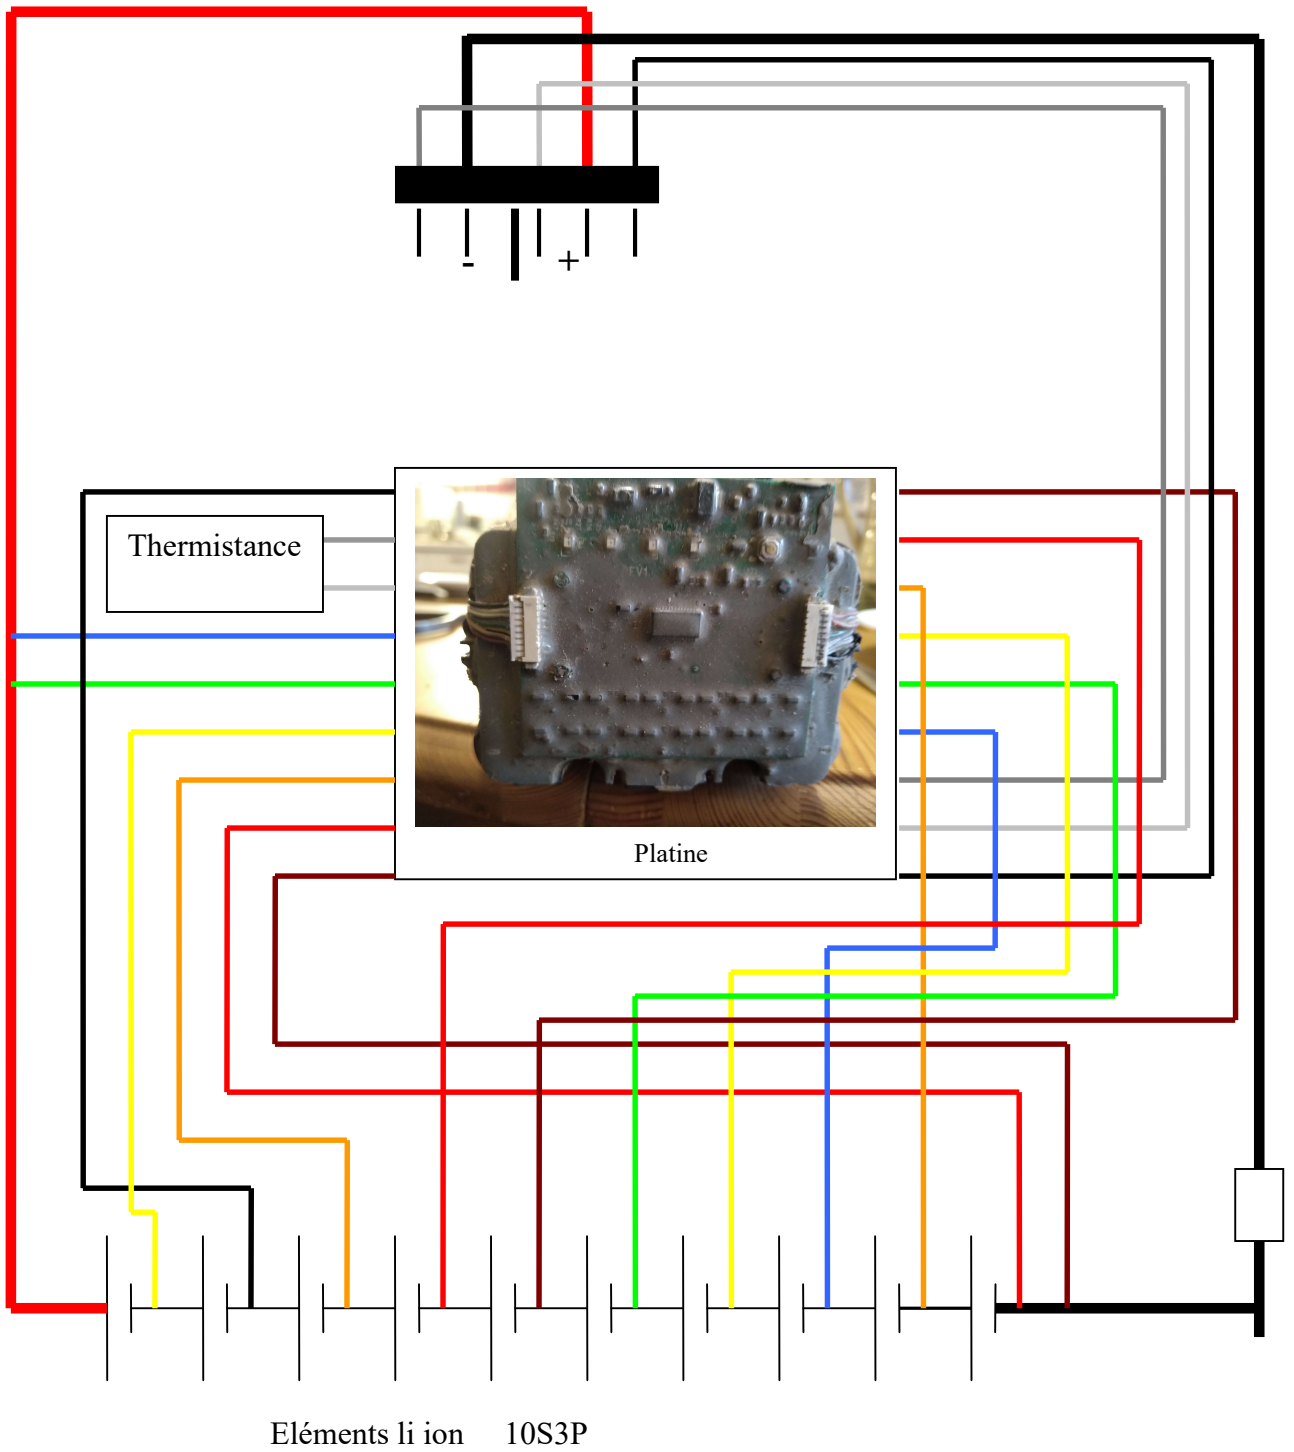 - +
Thermistance
Platine
Eléments li ion 10S3P